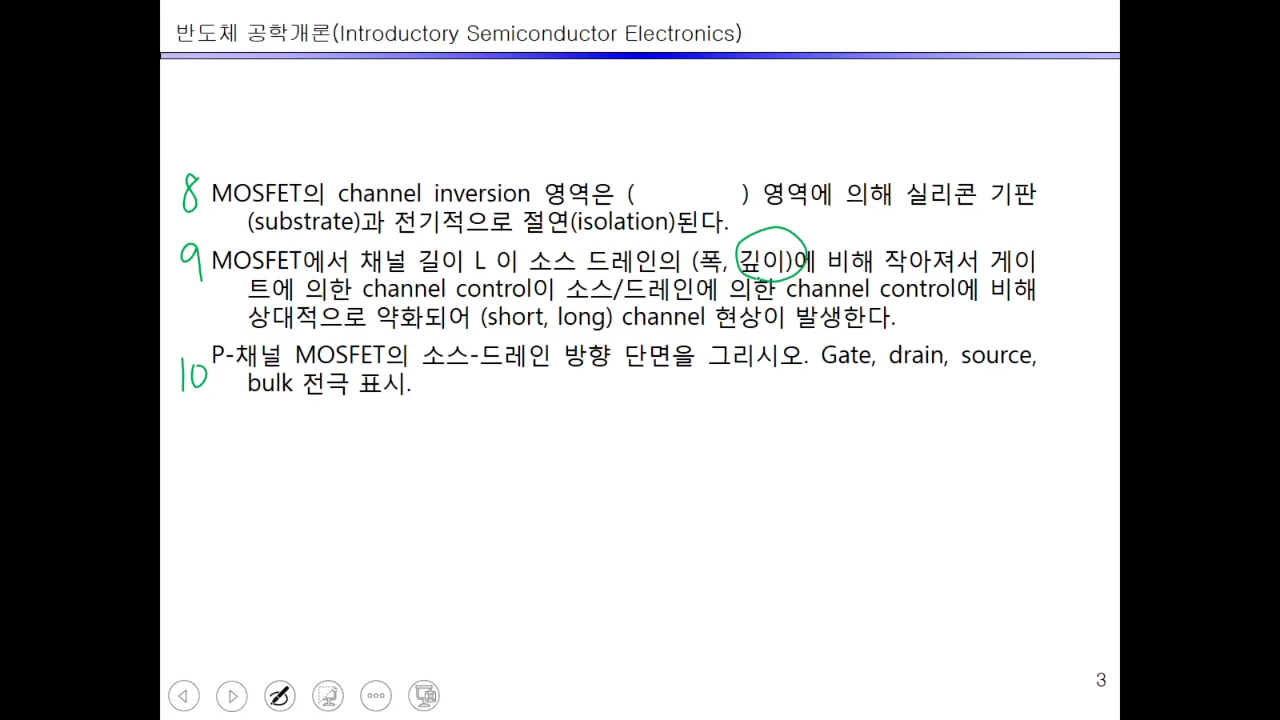 반도체 공학개론(Introductory Semiconductor Electronics)
8 MOSFET의 channel inversion 영역은 ( ) 영역에 의해 실리콘 기판
(substrate)과 전기적으로 절연(isolation)된다.
9 MOSFET에서 채널 길이 L 이 소스 드레인의 (폭, 깊이)에 비해 작아져서 게이
트에 의한 channel control이 소스/드레인에 의한 channel control에 비해
상대적으로 약화되어 (short, long) channel 현상이 발생한다.
10 P-채널 MOSFET의 소스-드레인 방향 단면을 그리시오. Gate, drain, source,
bulk 전극 표시.
3